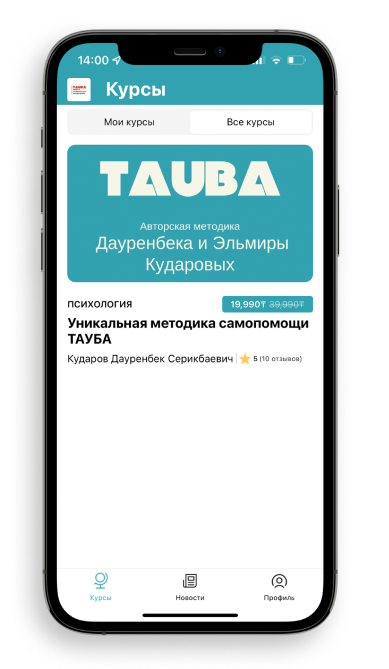 14:00
Курсы
Мои курсы
Все курсы
TAUBA
Авторская методика
Дауренбека и Эльмиры
Кударовых
ПСИХОЛОГИЯ
19,990₸ 39,990₸
Уникальная методика самопомощи
ТАУБА
Кударов Дауренбек Серикбаевич
5 (10 отзывов)
Курсы
Новости
Профиль